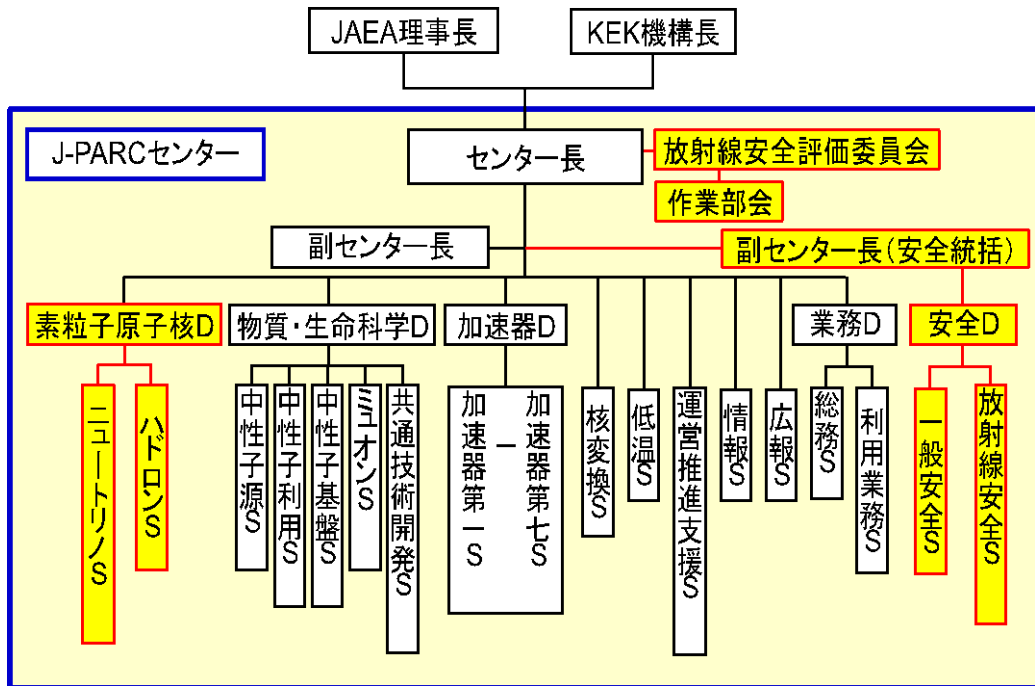 JAEA理事長
KEK機構長
J-PARCセンター
センター長
放射線安全評価委員会
作業部会
副センター長
副センター長(安全統括)
素粒子原子核D
物質・生命科学D
加速器D
業務D
安全D
ニュートリノS
ハドロンS
中性子源S
中性子利用S
中性子基盤S
ミュオンS
共通技術開発S
加速器第一S
ー
加速器第七S
核変換S
低温S
運営推進支援S
情報S
広報S
総務S
利用業務S
一般安全S
放射線安全S